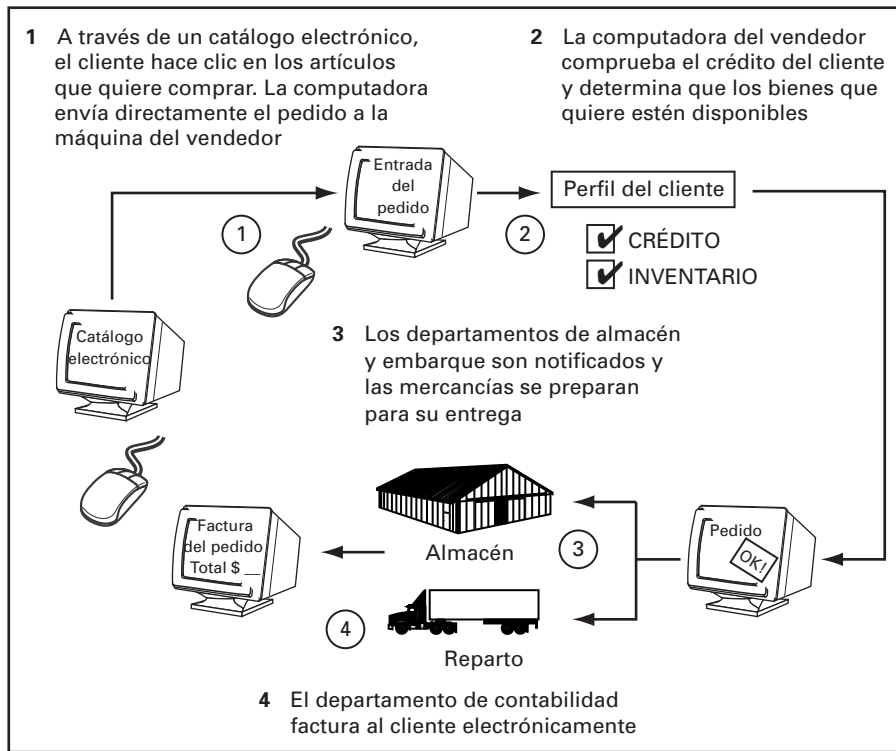 1 A través de un catálogo electrónico,
el cliente hace clic en los artículos
que quiere comprar. La computadora
envía directamente el pedido a la
máquina del vendedor
2 La computadora del vendedor
comprueba el crédito del cliente
y determina que los bienes que
quiere estén disponibles
Entrada
del
pedido
Perfil del cliente
1
2
CRÉDITO
INVENTARIO
Catálogo
electrónico
3 Los departamentos de almacén
y embarque son notificados y
las mercancías se preparan
para su entrega
Factura
del pedido
Total $ __
Almacén
3
Pedido
OK!
4
Reparto
4 El departamento de contabilidad
factura al cliente electrónicamente